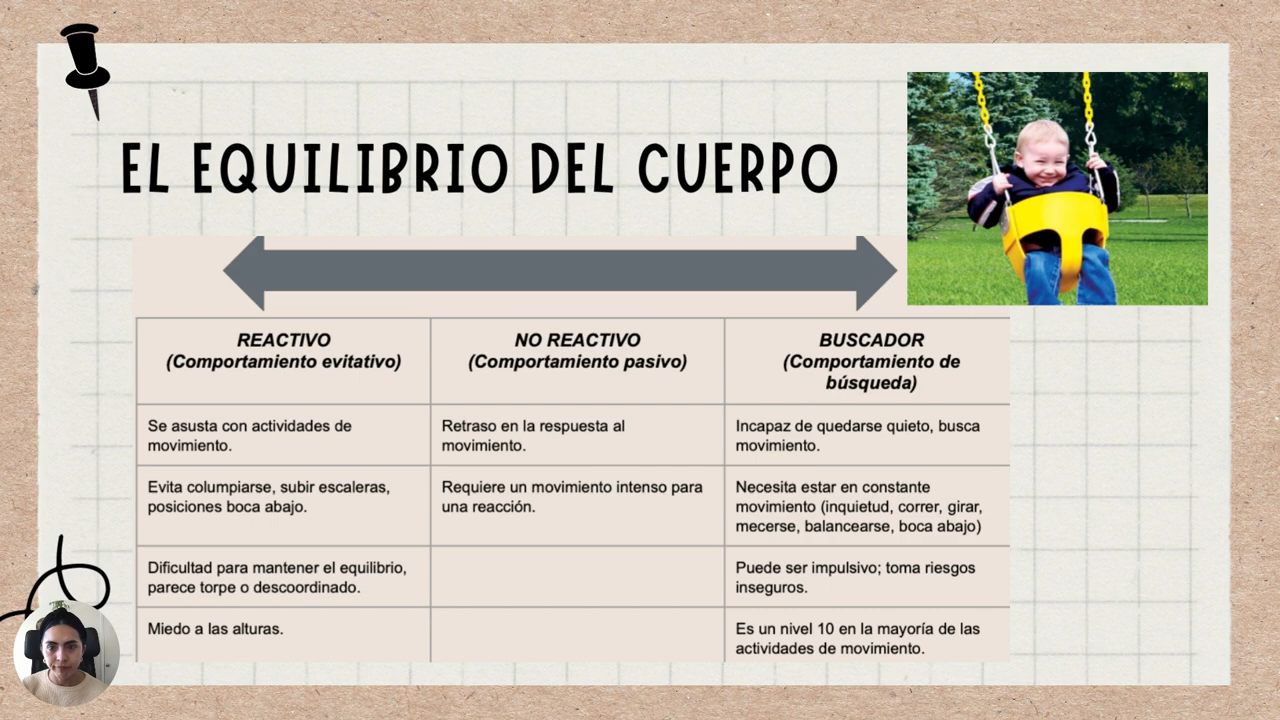 EL EQUILIBRIO DEL CUERPO
REACTIVO
(Comportamiento evitativo)
NO REACTIVO
(Comportamiento pasivo)
BUSCADOR
(Comportamiento de
búsqueda)
Se asusta con actividades de
movimiento.
Retraso en la respuesta al
movimiento.
Incapaz de quedarse quieto, busca
movimiento.
Evita columpiarse, subir escaleras,
posiciones boca abajo.
Requiere un movimiento intenso para
una reacción.
Necesita estar en constante
movimiento (inquietud, correr, girar,
mecerse, balancearse, boca abajo)
Dificultad para mantener el equilibrio,
parece torpe o descoordinado.
Puede ser impulsivo; toma riesgos
inseguros.
Miedo a las alturas.
Es un nivel 10 en la mayoría de las
actividades de movimiento.